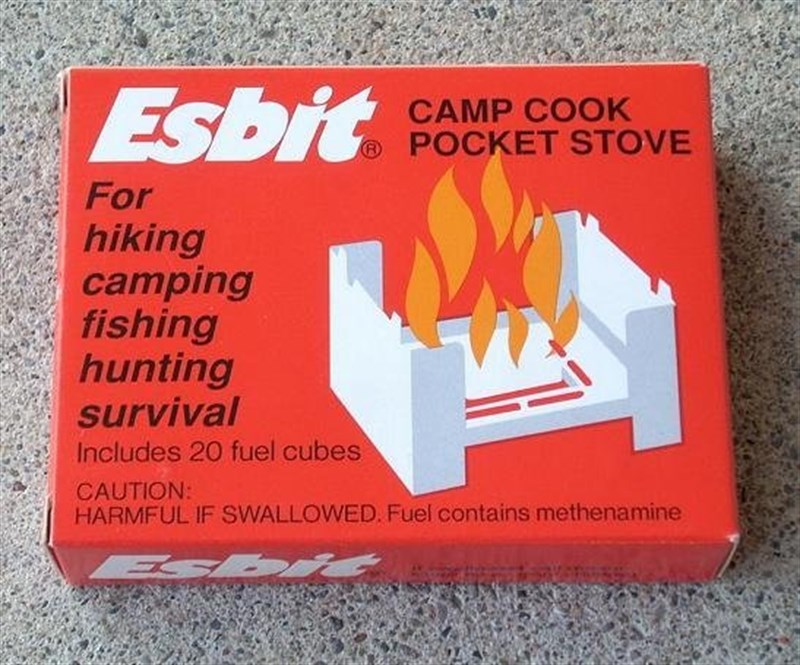 Esbit® CAMP COOK
POCKET STOVE
For
hiking
camping
fishing
hunting
survival
Includes 20 fuel cubes
CAUTION:
HARMFUL IF SWALLOWED. Fuel contains methenamine
Esbit®